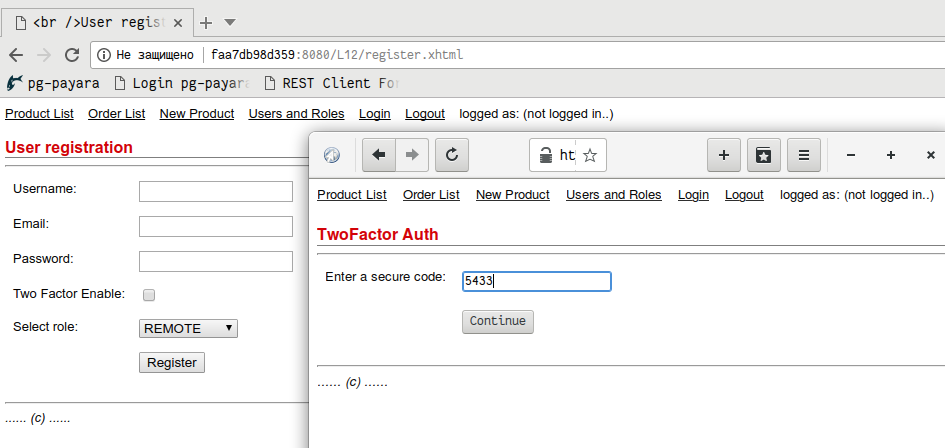 <br />User regist
Не защищено faa7db98d359:8080/L12/register.xhtml
pg-payara Login pg-payara REST Client For
Product List Order List New Product Users and Roles Login Logout logged as: (not logged in..)
User registration
Username:
Email:
Password:
Two Factor Enable:
Select role: REMOTE
Register
...... (c) ......
ht
Product List Order List New Product Users and Roles Login Logout logged as: (not logged in..)
TwoFactor Auth
Enter a secure code: 5433
Continue
...... (c) ......